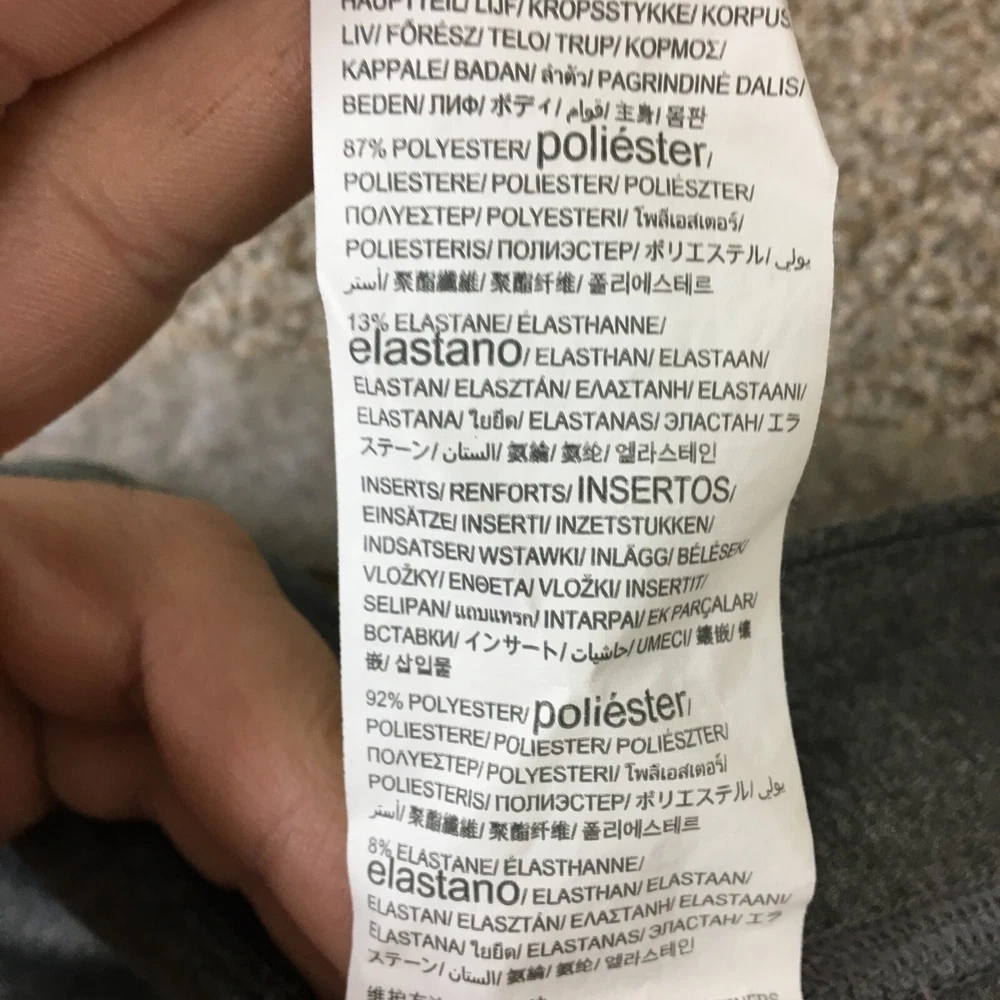 HAUPTTEIL/ LIJF/ KROPSSTYKKE/ KORPUS
LIV/ FŐRÉSZ/ TELO/ TRUP/ ΚΟΡΜΟΣ/
KAPPALE/ BADAN/ ลำตัว/ PAGRINDINĖ DALIS/
BEDEN/ ЛИФ/ ボディ/ قوام/ 主身/ 몸판
87% POLYESTER/ poliéster/
POLIESTERE/ POLIESTER/ POLIÉSZTER/
ΠΟΛΥΕΣΤΕΡ/ POLYESTERI/ โพลีเอสเตอร์/
POLIESTERIS/ ПОЛИЭСТЕР/ ポリエステル/ بولي
أستر/ 聚酯纖維/ 聚酯纤维/ 폴리에스테르
13% ELASTANE/ ÉLASTHANNE/
elastano/ ELASTHAN/ ELASTAAN/
ELASTAN/ ELASZTÁN/ ΕΛΑΣΤΑΝΗ/ ELASTAANI/
ELASTANA/ ใยยืด/ ELASTANAS/ ЭЛАСТАН/ エラ
ステーン/ الستان/ 氨綸/ 氨纶/ 엘라스테인
INSERTS/ RENFORTS/ INSERTOS/
EINSÄTZE/ INSERTI/ INZETSTUKKEN/
INDSATSER/ WSTAWKI/ INLÄGG/ BÉLÉSEK/
VLOŽKY/ ΕΝΘΕΤΑ/ VLOŽKI/ INSERTIT/
SELIPAN/ แถบแทรก/ INTARPAI/ EK PARÇALAR/
ВСТАВКИ/ インサート/ حاشيات/ UMECI/ 鑲嵌/ 镶
嵌/ 삽입물
92% POLYESTER/ poliéster/
POLIESTERE/ POLIESTER/ POLIÉSZTER/
ΠΟΛΥΕΣΤΕΡ/ POLYESTERI/ โพลีเอสเตอร์/
POLIESTERIS/ ПОЛИЭСТЕР/ ポリエステル/ بولي
أستر/ 聚酯纖維/ 聚酯纤维/ 폴리에스테르
8% ELASTANE/ ÉLASTHANNE/
elastano/ ELASTHAN/ ELASTAAN/
ELASTAN/ ELASZTÁN/ ΕΛΑΣΤΑΝΗ/ ELASTAANI/
ELASTANA/ ใยยืด/ ELASTANAS/ ЭЛАСТАН/ エラ
ステーン/ الستان/ 氨綸/ 氨纶/ 엘라스테인